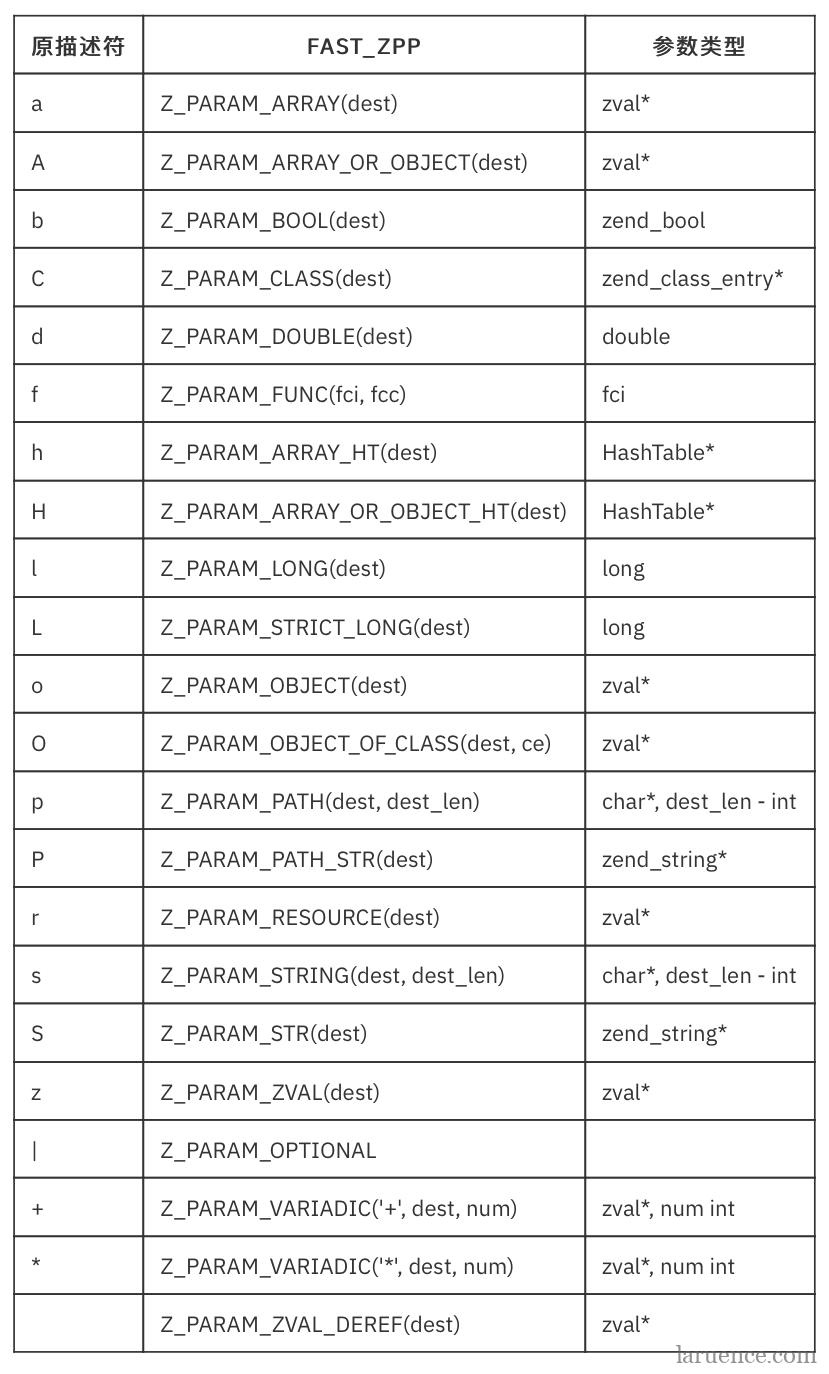 原描述符 FAST_ZPP 参数类型
a Z_PARAM_ARRAY(dest) zval*
A Z_PARAM_ARRAY_OR_OBJECT(dest) zval*
b Z_PARAM_BOOL(dest) zend_bool
C Z_PARAM_CLASS(dest) zend_class_entry*
d Z_PARAM_DOUBLE(dest) double
f Z_PARAM_FUNC(fci, fcc) fci
h Z_PARAM_ARRAY_HT(dest) HashTable*
H Z_PARAM_ARRAY_OR_OBJECT_HT(dest) HashTable*
l Z_PARAM_LONG(dest) long
L Z_PARAM_STRICT_LONG(dest) long
o Z_PARAM_OBJECT(dest) zval*
O Z_PARAM_OBJECT_OF_CLASS(dest, ce) zval*
p Z_PARAM_PATH(dest, dest_len) char*, dest_len - int
P Z_PARAM_PATH_STR(dest) zend_string*
r Z_PARAM_RESOURCE(dest) zval*
s Z_PARAM_STRING(dest, dest_len) char*, dest_len - int
S Z_PARAM_STR(dest) zend_string*
z Z_PARAM_ZVAL(dest) zval*
| Z_PARAM_OPTIONAL
+ Z_PARAM_VARIADIC('+', dest, num) zval*, num int
* Z_PARAM_VARIADIC('*', dest, num) zval*, num int
Z_PARAM_ZVAL_DEREF(dest) zval*
laruence.com